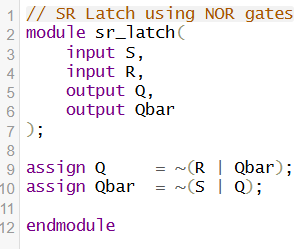 1 // SR Latch using NOR gates
2 module sr_latch(
3     input S,
4     input R,
5     output Q,
6     output Qbar
7 );
8
9 assign Q     = ~(R | Qbar);
10 assign Qbar  = ~(S | Q);
11
12 endmodule